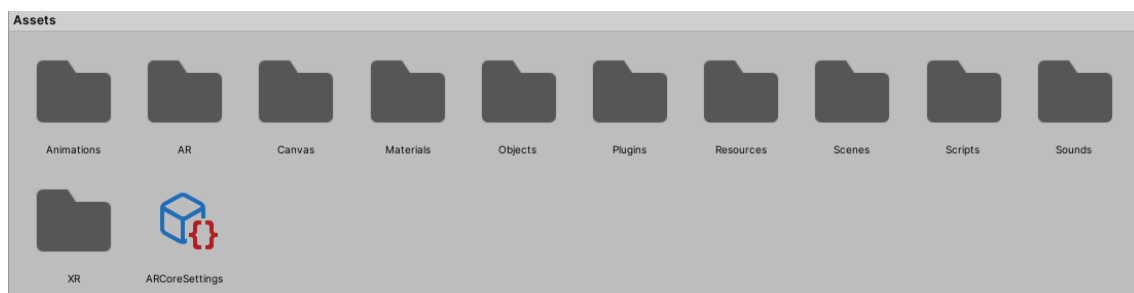 Assets
Animations AR Canvas Materials Objects Plugins Resources Scenes Scripts Sounds
XR ARCoreSettings